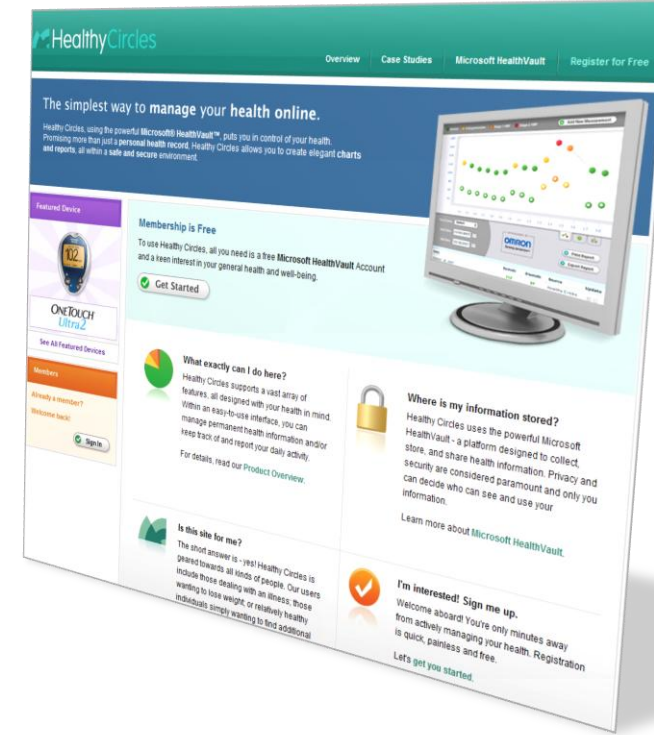 HealthyCircles
Overview
Case Studies
Microsoft HealthVault
Register for Free
The simplest way to manage your health online.
Healthy Circles, using the powerful Microsoft® HealthVault™, puts you in control of your health.
Promising more than just a personal health record, Healthy Circles allows you to create elegant charts
and reports, all within a safe and secure environment.
Add New Measurement
OMRON
Featured Device
102
ONETOUCH
Ultra2
See All Featured Devices
Members
Already a member?
Welcome back!
Sign In
Membership is Free
To use Healthy Circles, all you need is a free Microsoft HealthVault Account
and a keen interest in your general health and well-being.
Get Started
What exactly can I do here?
Healthy Circles supports a vast array of
features, all designed with your health in mind.
Within an easy-to-use interface, you can
manage permanent health information and/or
keep track of and report your daily activity.
For details, read our Product Overview.
Where is my information stored?
Healthy Circles uses the powerful Microsoft
HealthVault - a platform designed to collect,
store, and share health information. Privacy and
security are considered paramount and only you
can decide who can see and use your
information.
Learn more about Microsoft HealthVault.
Is this site for me?
The short answer is - yes! Healthy Circles is
geared towards all kinds of people. Our users
include those dealing with an illness; those
wanting to lose weight; or relatively healthy
individuals simply wanting to find additional
I'm interested! Sign me up.
Welcome aboard! You're only minutes away
from actively managing your health. Registration
is quick, painless and free.
Let's get you started.